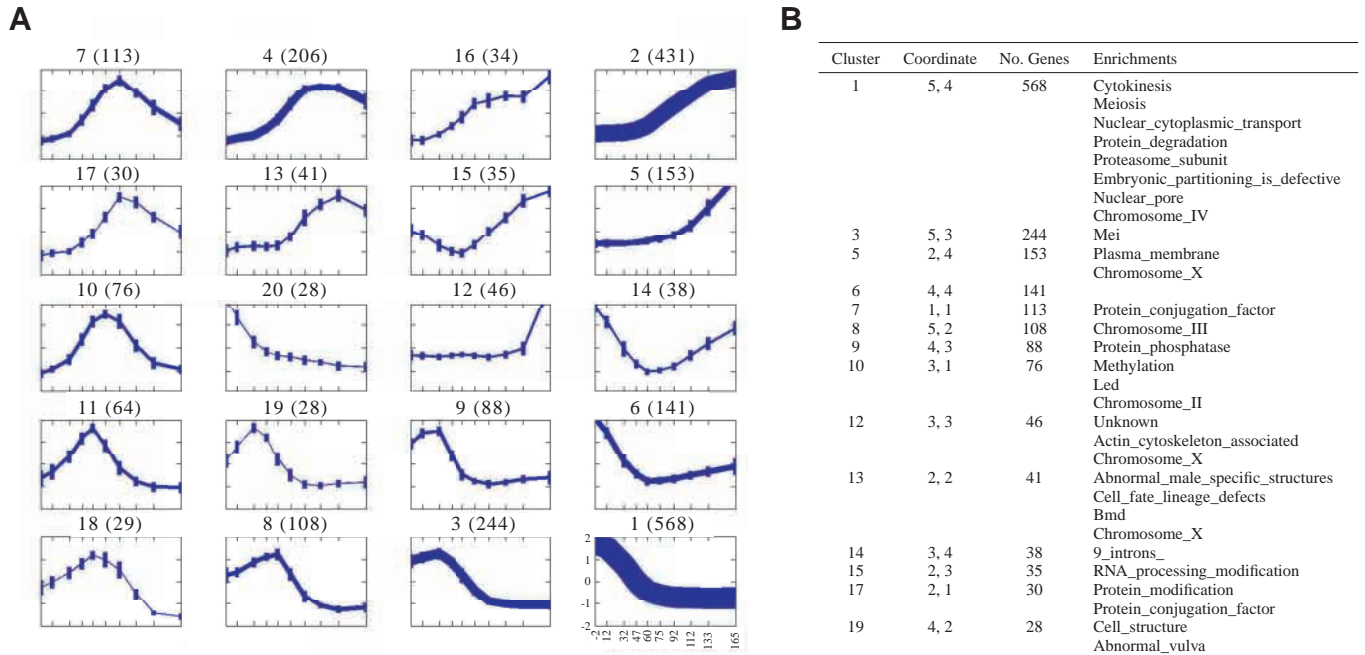 A
B
7 (113)
4 (206)
16 (34)
2 (431)
17 (30)
13 (41)
15 (35)
5 (153)
10 (76)
20 (28)
12 (46)
14 (38)
11 (64)
19 (28)
9 (88)
6 (141)
18 (29)
8 (108)
3 (244)
1 (568)
2
1
0
-1
-2
-2 12 32 47 60 75 92 112 133 165
Cluster Coordinate No. Genes Enrichments
1 5, 4 568 Cytokinesis
Meiosis
Nuclear_cytoplasmic_transport
Protein_degradation
Proteasome_subunit
Embryonic_partitioning_is_defective
Nuclear_pore
Chromosome_IV
3 5, 3 244 Mei
5 2, 4 153 Plasma_membrane
Chromosome_X
6 4, 4 141
7 1, 1 113 Protein_conjugation_factor
8 5, 2 108 Chromosome_III
9 4, 3 88 Protein_phosphatase
10 3, 1 76 Methylation
Led
Chromosome_II
12 3, 3 46 Unknown
Actin_cytoskeleton_associated
Chromosome_X
13 2, 2 41 Abnormal_male_specific_structures
Cell_fate_lineage_defects
Bmd
Chromosome_X
14 3, 4 38 9_introns_
15 2, 3 35 RNA_processing_modification
17 2, 1 30 Protein_modification
Protein_conjugation_factor
19 4, 2 28 Cell_structure
Abnormal_vulva